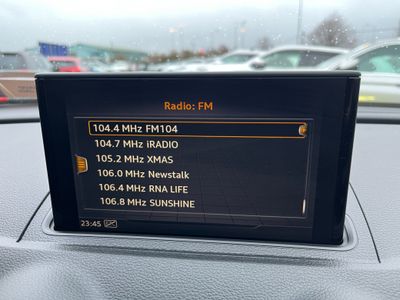 Radio: FM
104.4 MHz FM104
104.7 MHz iRADIO
105.2 MHz XMAS
106.0 MHz Newstalk
106.4 MHz RNA LIFE
106.8 MHz SUNSHINE
23:45